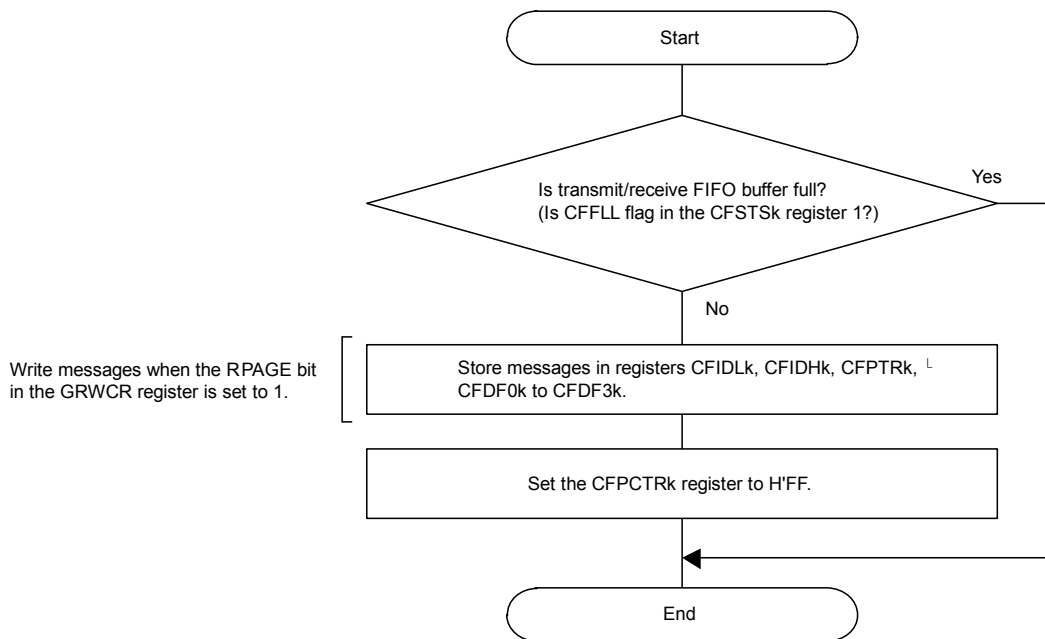 Start
Is transmit/receive FIFO buffer full?
(Is CFFLL flag in the CFSTSk register 1?)
Yes
No
Write messages when the RPAGE bit
in the GRWCR register is set to 1.
Store messages in registers CFIDLk, CFIDHk, CFPTRk, └
CFDF0k to CFDF3k.
Set the CFPCTRk register to H'FF.
End